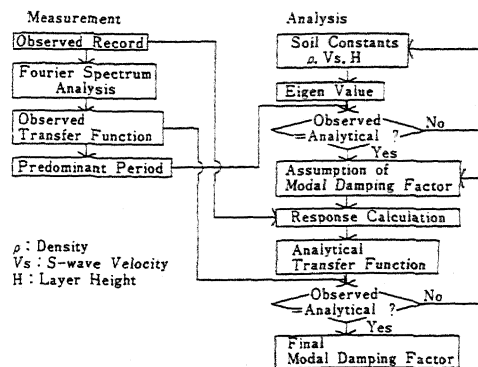 Measurement
Observed Record
Fourier Spectrum
Analysis
Observed
Transfer Function
Predominant Period
ρ : Density
Vs : S-wave Velocity
H : Layer Height
Analysis
Soil Constants
ρ, Vs, H
Eigen Value
Observed
=Analytical ?
No
Yes
Assumption of
Modal Damping Factor
Response Calculation
Analytical
Transfer Function
Observed
=Analytical ?
No
Yes
Final
Modal Damping Factor